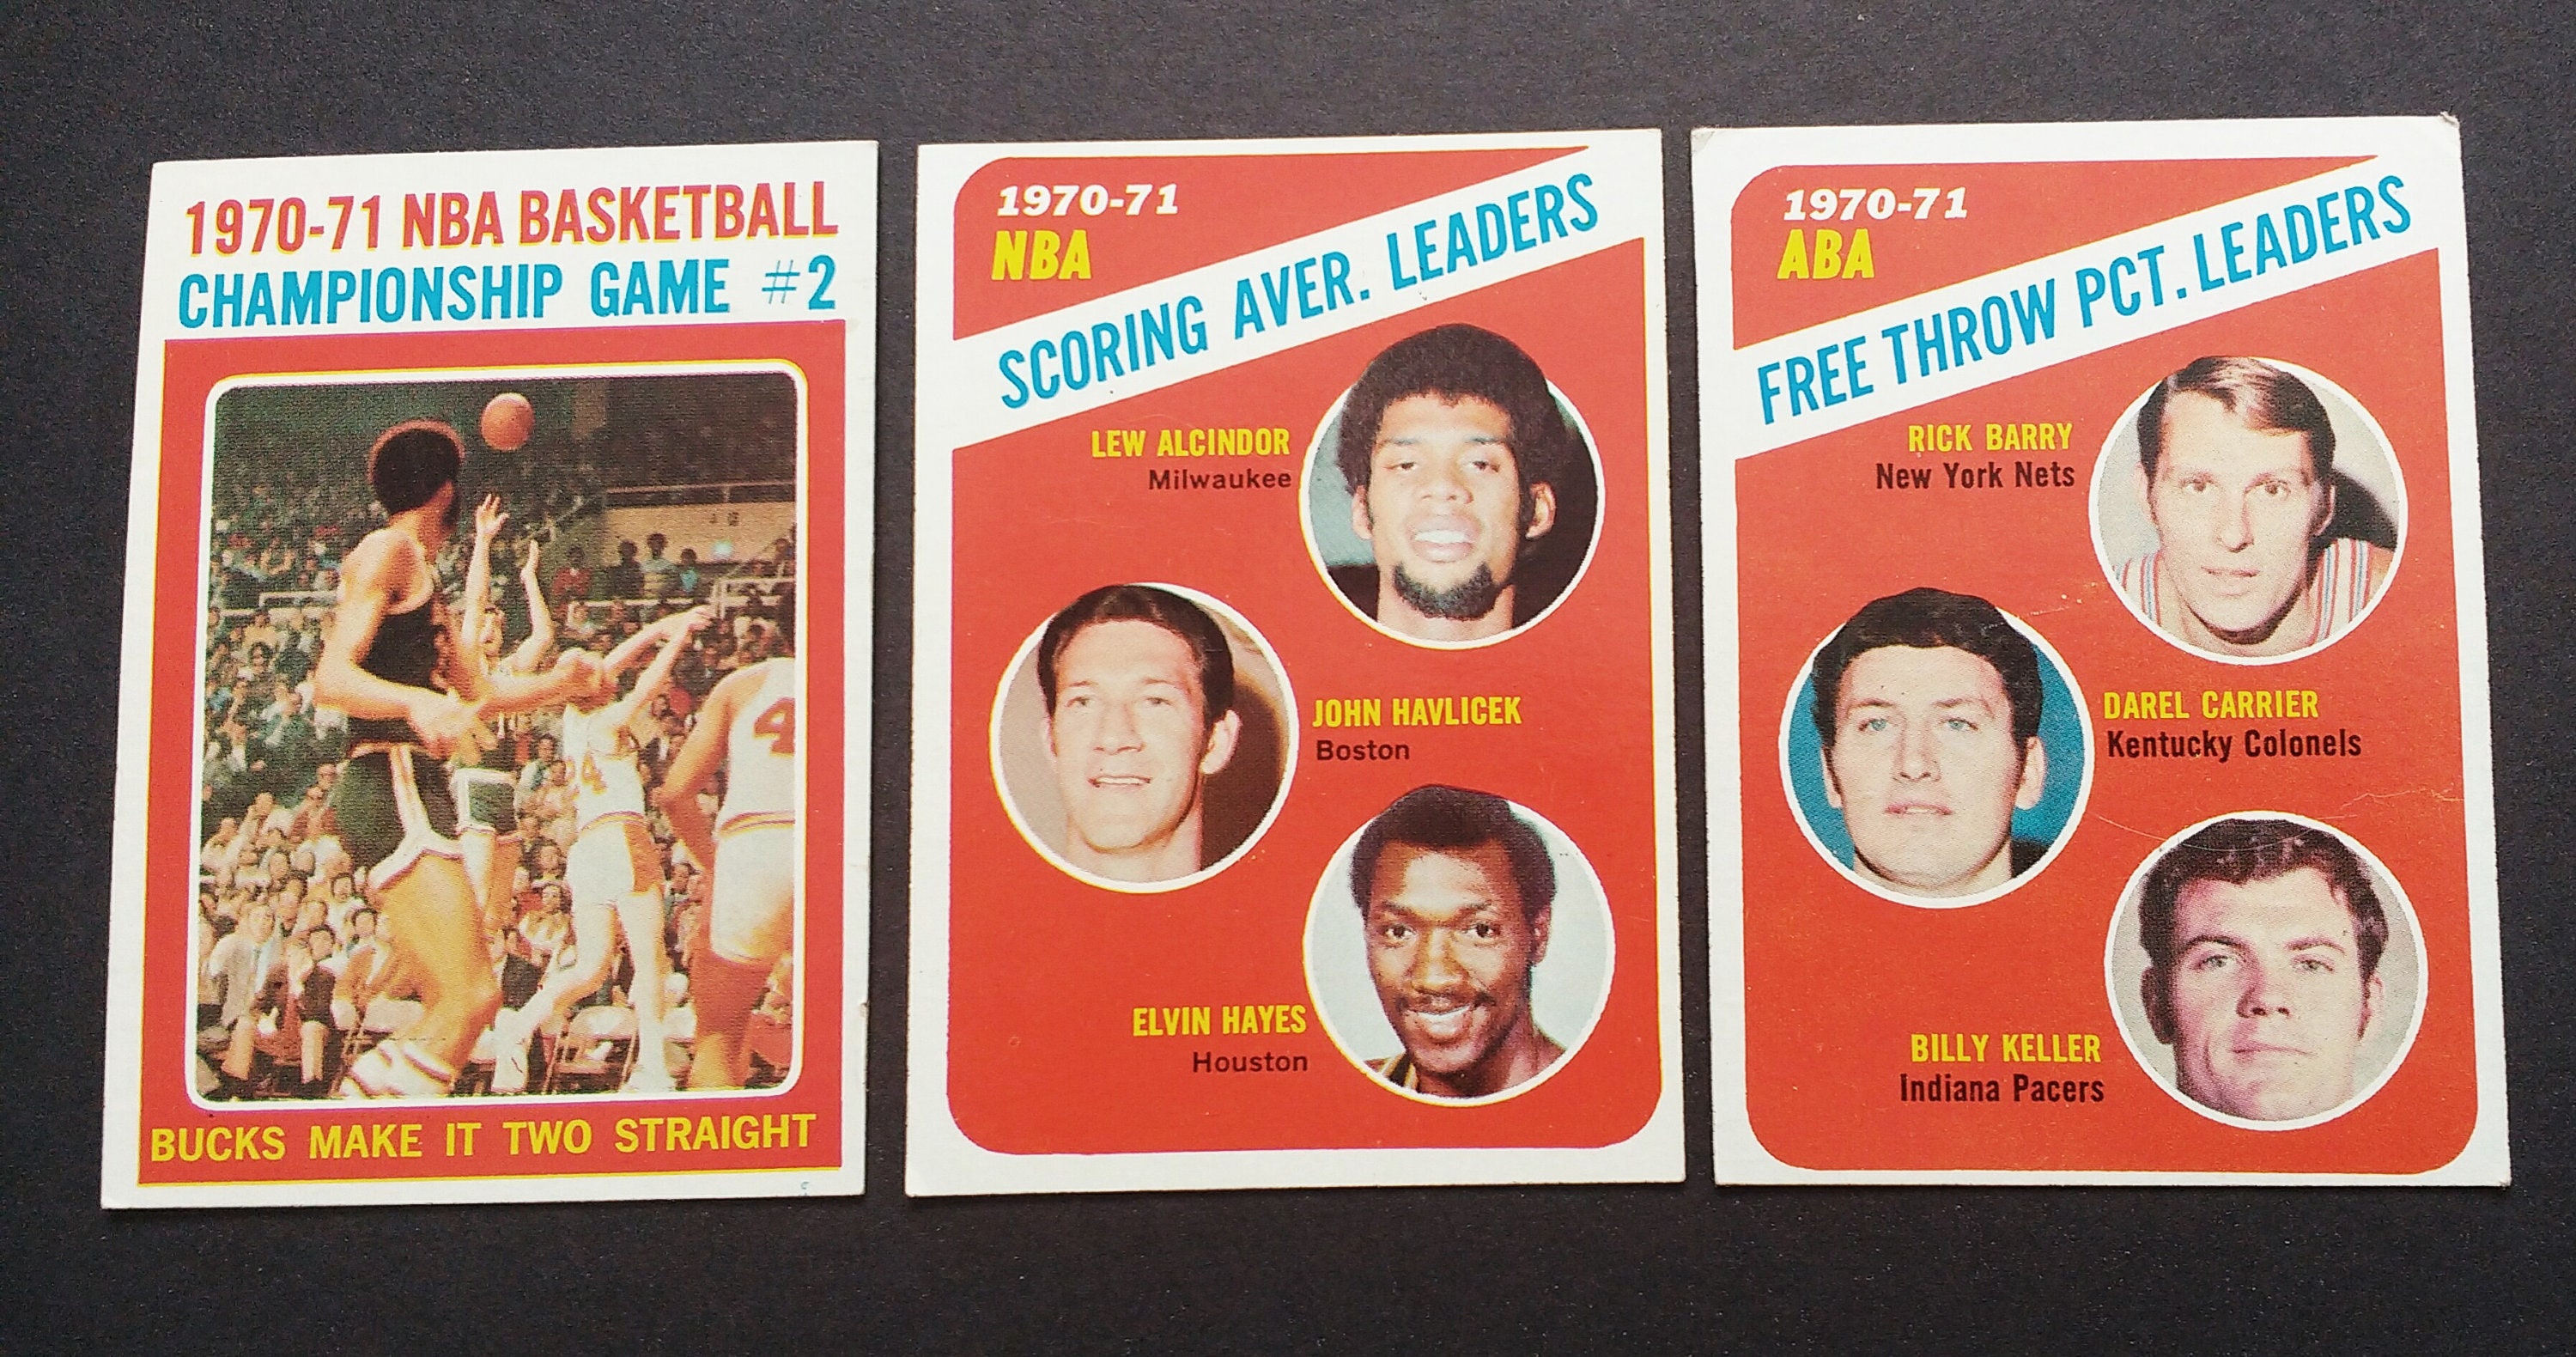 1970-71 NBA BASKETBALL
CHAMPIONSHIP GAME #2
24
4
BUCKS MAKE IT TWO STRAIGHT
1970-71
NBA
SCORING AVER. LEADERS
LEW ALCINDOR
Milwaukee
JOHN HAVLICEK
Boston
ELVIN HAYES
Houston
1970-71
ABA
FREE THROW PCT. LEADERS
RICK BARRY
New York Nets
DAREL CARRIER
Kentucky Colonels
BILLY KELLER
Indiana Pacers